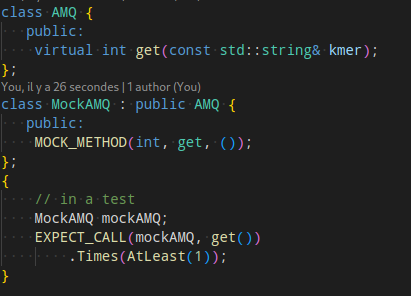 class AMQ {
public:
virtual int get(const std::string& kmer);
};
You, il y a 26 secondes | 1 author (You)
class MockAMQ : public AMQ {
public:
MOCK_METHOD(int, get, ());
};
{
// in a test
MockAMQ mockAMQ;
EXPECT_CALL(mockAMQ, get())
.Times(AtLeast(1));
}